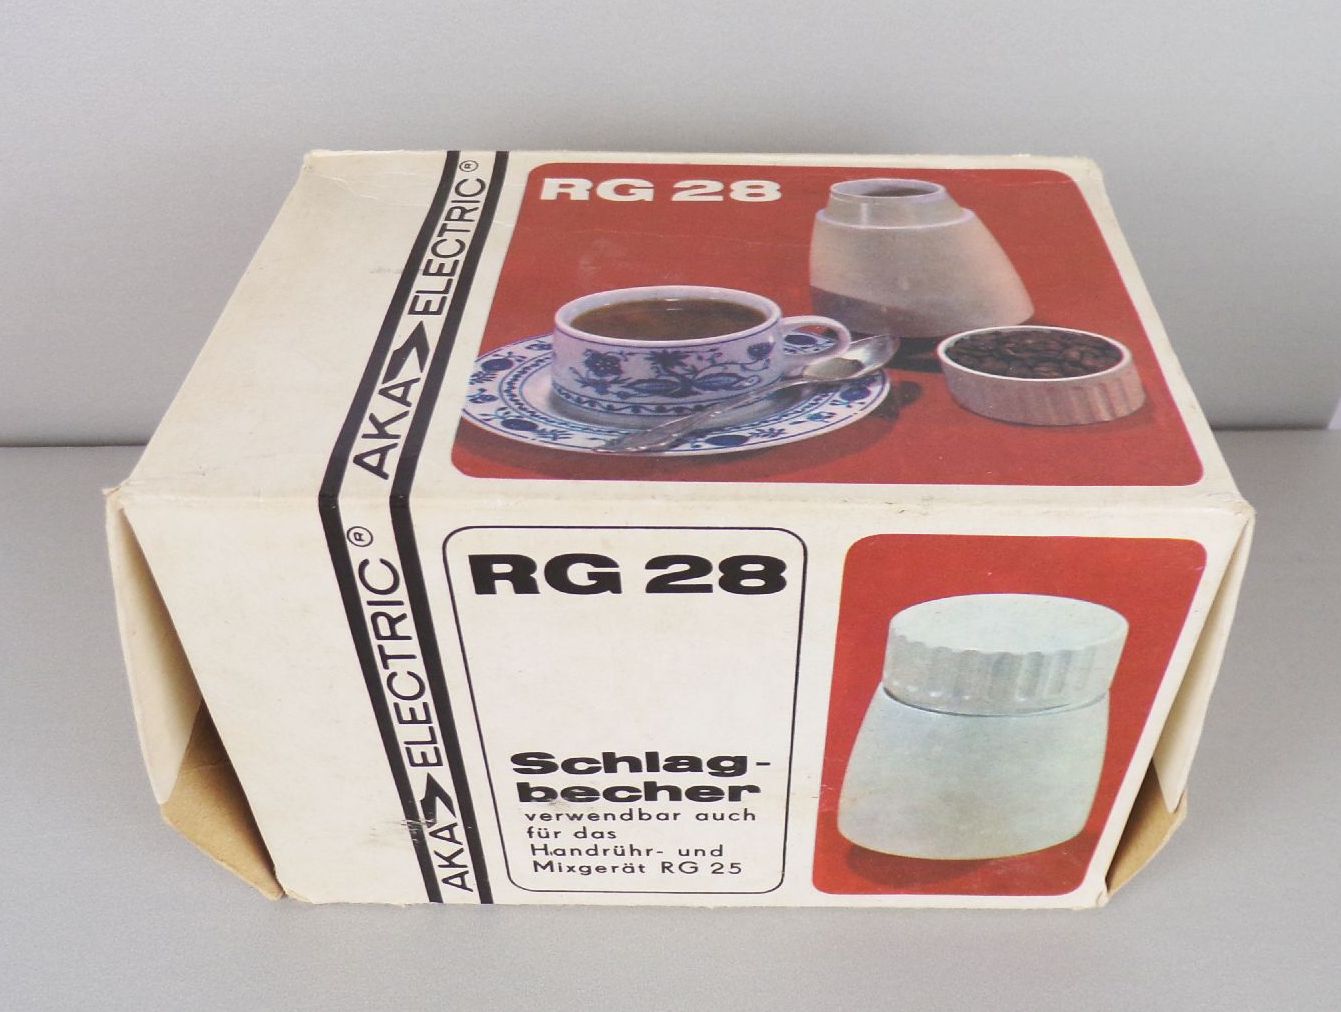 AKA ELECTRIC®
RG 28
AKA ELECTRIC®
RG 28
Schlag-
becher
verwendbar auch
für das
Handrühr- und
Mixgerät RG 25